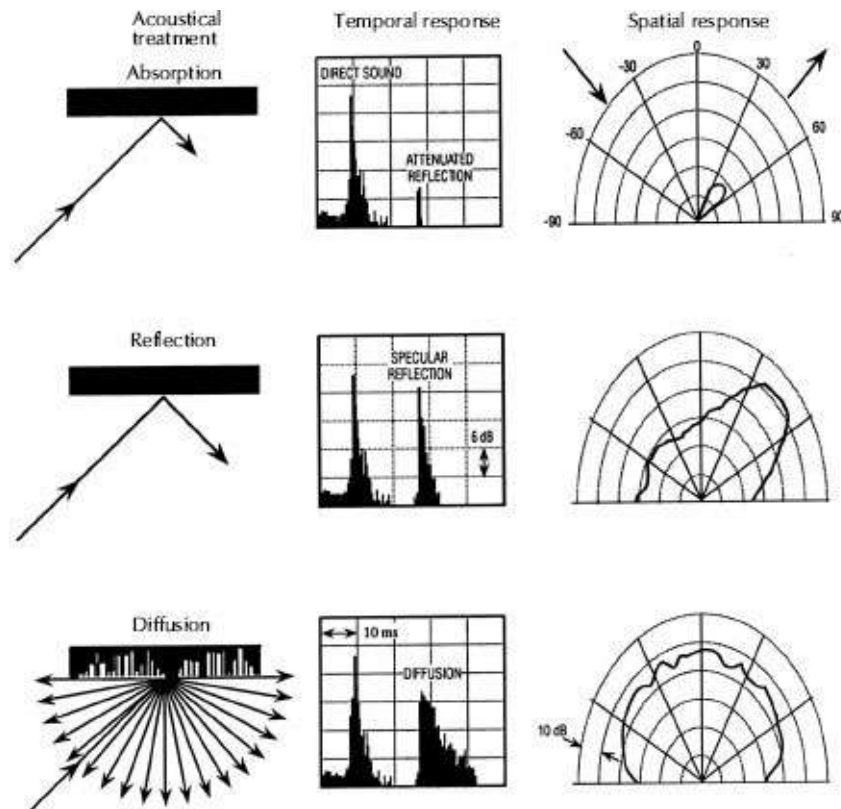 Acoustical
treatment
Temporal response
Spatial response
Absorption
DIRECT SOUND
ATTENUATED
REFLECTION
0
-30
30
-60
60
-90
90
Reflection
SPECULAR
REFLECTION
6 dB
Diffusion
10 ms
DIFFUSION
10 dB